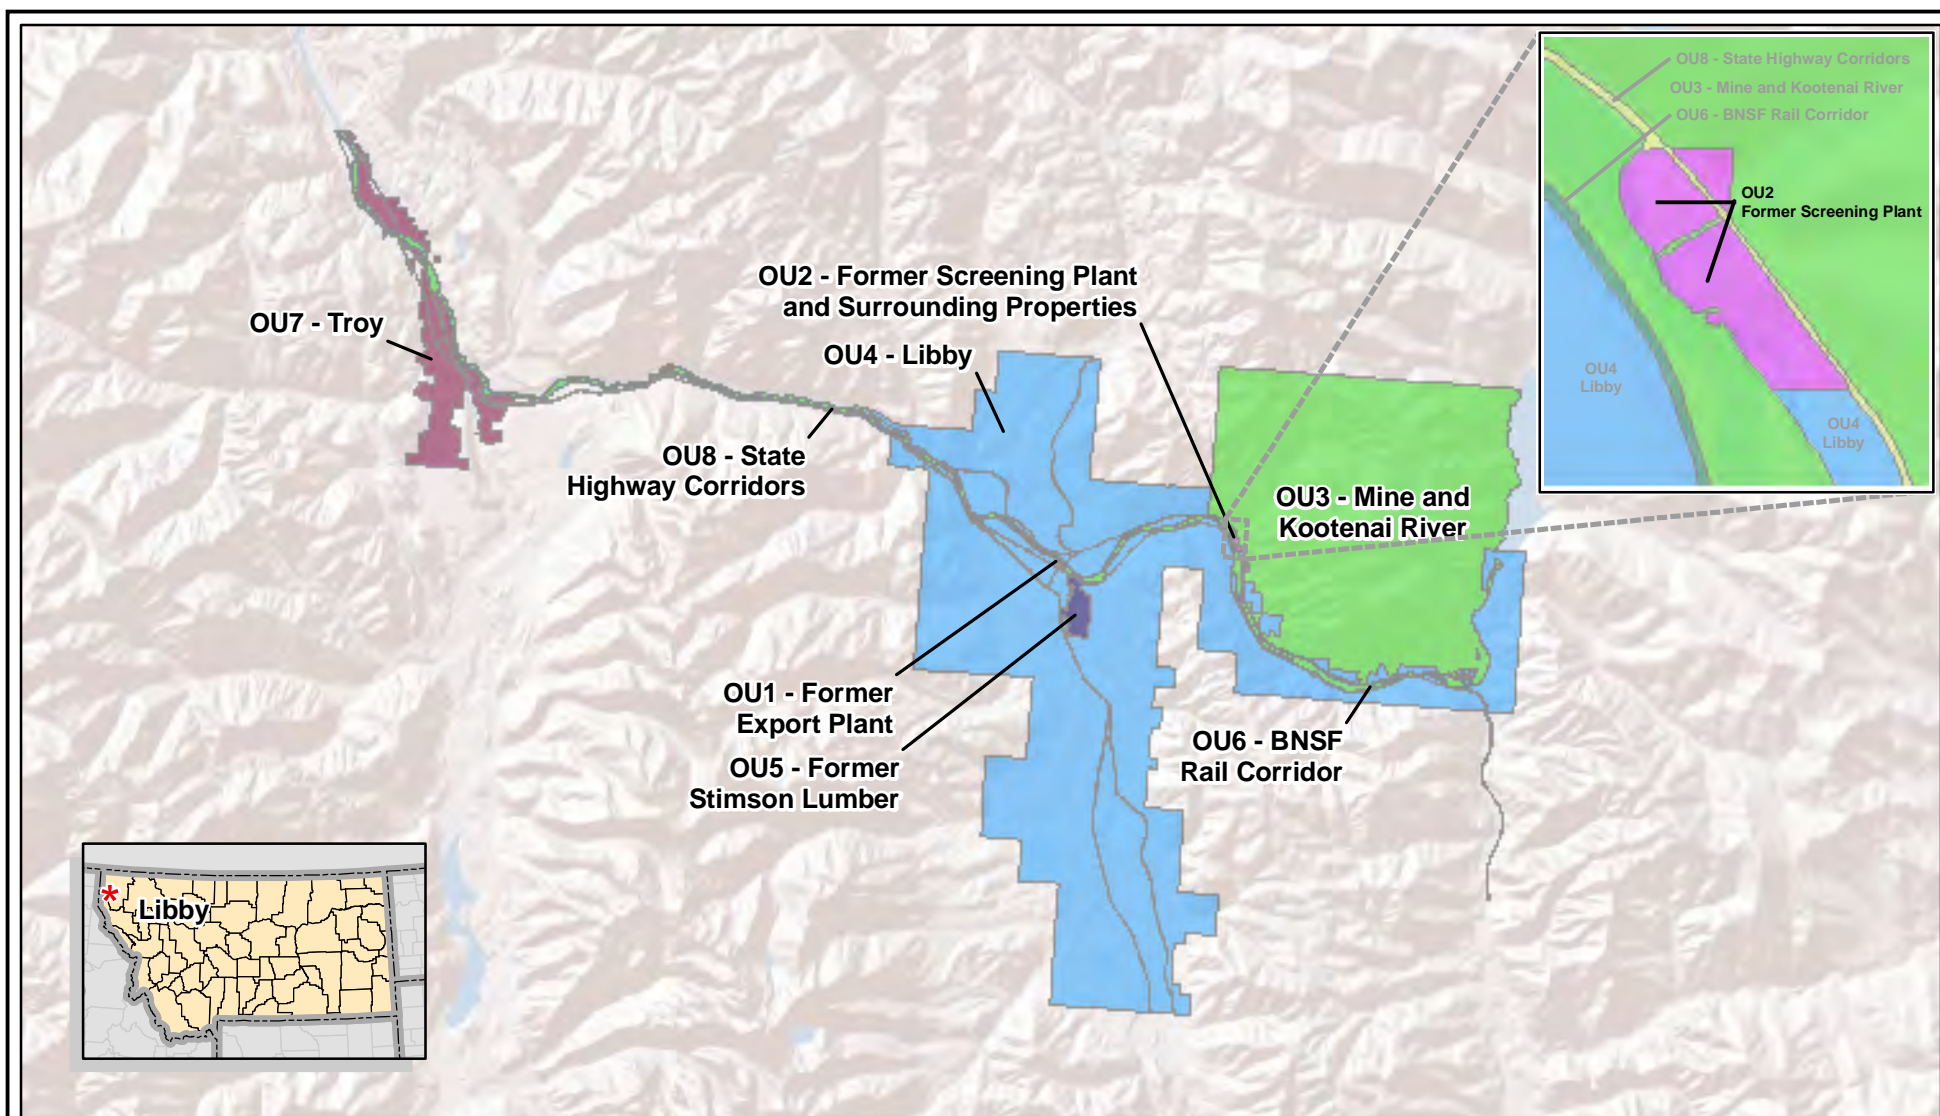 OU8 - State Highway Corridors
OU3 - Mine and Kootenai River
OU6 - BNSF Rail Corridor
OU2
Former Screening Plant
OU4
Libby
OU4
Libby
OU2 - Former Screening Plant
and Surrounding Properties
OU7 - Troy
OU4 - Libby
OU8 - State
Highway Corridors
OU3 - Mine and
Kootenai River
OU1 - Former
Export Plant
OU6 - BNSF
Rail Corridor
OU5 - Former
Stimson Lumber
* Libby